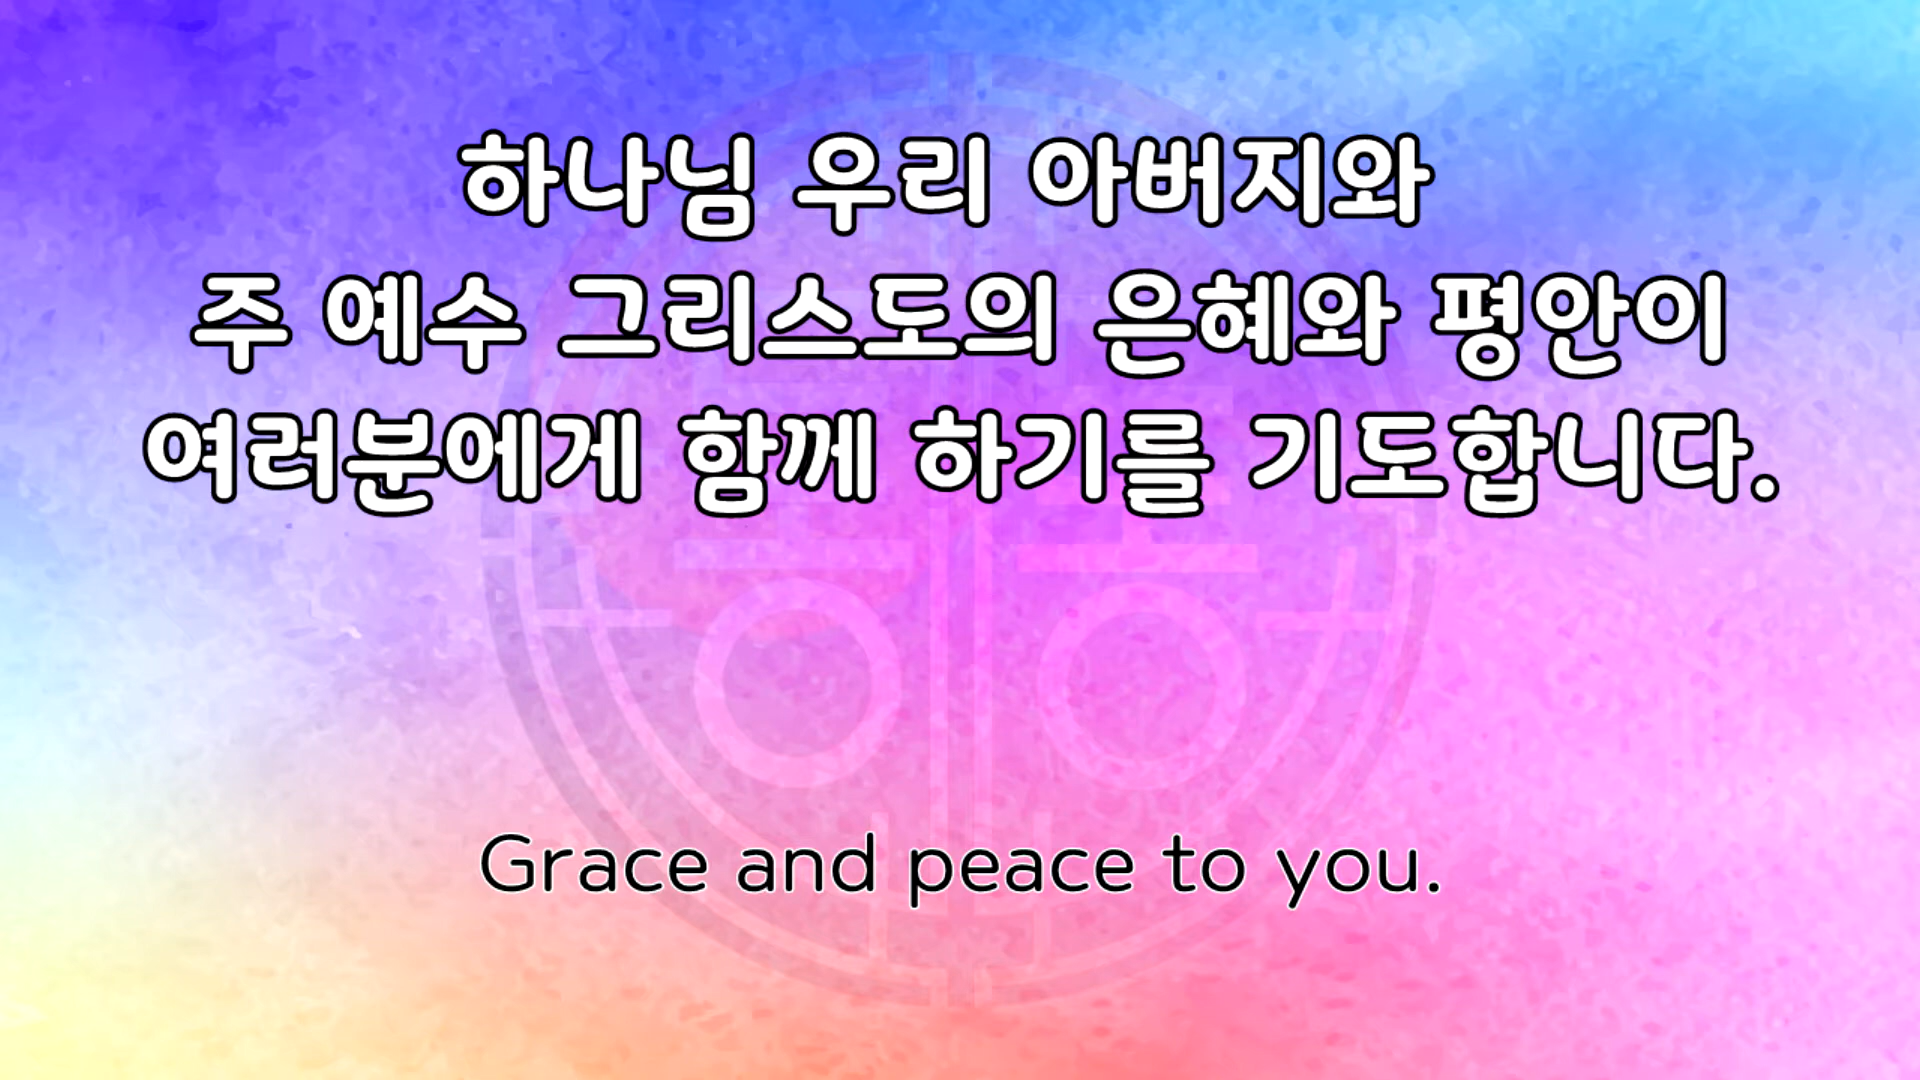 하나님 우리 아버지와
주 예수 그리스도의 은혜와 평안이
여러분에게 함께 하기를 기도합니다.
Grace and peace to you.